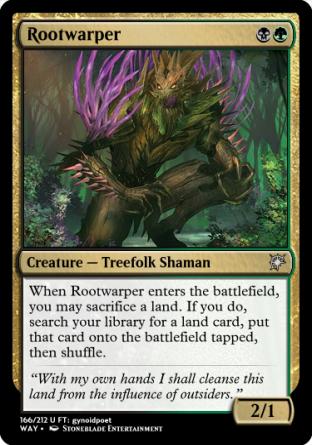 Rootwarper
Creature — Treefolk Shaman
When Rootwarper enters the battlefield,
you may sacrifice a land. If you do,
search your library for a land card, put
that card onto the battlefield tapped,
then shuffle.
“With my own hands I shall cleanse this
land from the influence of outsiders.”
2/1
166/212 U FT: gynoidpoet
WAY • STONEBLADE ENTERTAINMENT